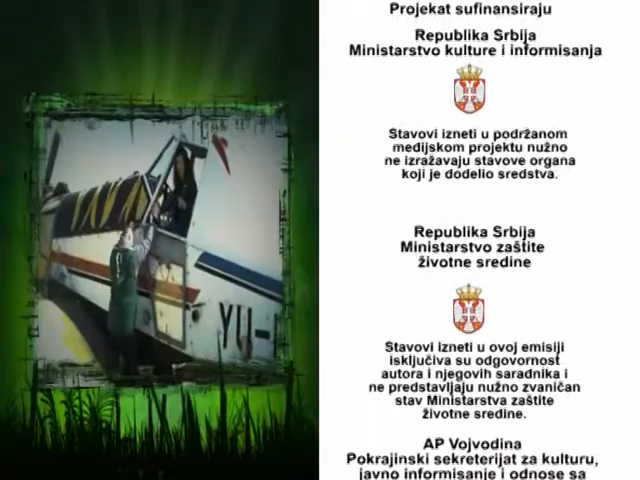 Projekat sufinansiraju
Republika Srbija
Ministarstvo kulture i informisanja
Stavovi izneti u podržanom
medijskom projektu nužno
ne izražavaju stavove organa
koji je dodelio sredstva.
Republika Srbija
Ministarstvo zaštite
životne sredine
Stavovi izneti u ovoj emisiji
isključiva su odgovornost
autora i njegovih saradnika i
ne predstavljaju nužno zvaničan
stav Ministarstva zaštite
životne sredine.
AP Vojvodina
Pokrajinski sekreterijat za kulturu,
javno informisanje i odnose sa
YU-